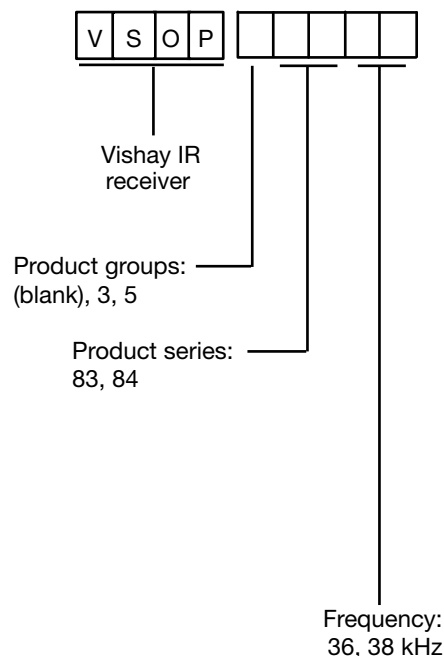 V S O P
Vishay IR
receiver
Product groups:
(blank), 3, 5
Product series:
83, 84
Frequency:
36, 38 kHz